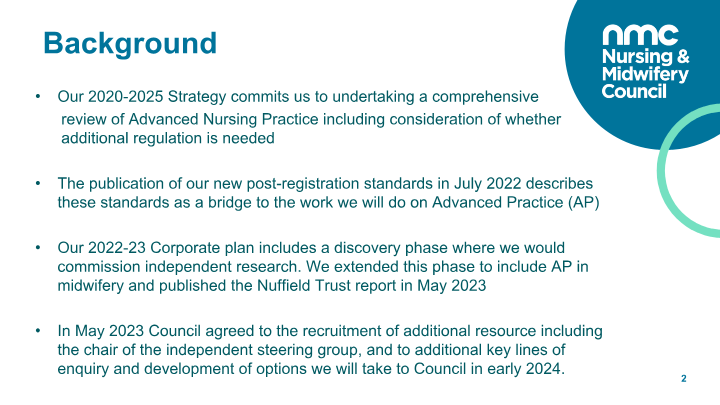 Background
nmc
Nursing &
Midwifery
Council
• Our 2020-2025 Strategy commits us to undertaking a comprehensive
review of Advanced Nursing Practice including consideration of whether
additional regulation is needed
• The publication of our new post-registration standards in July 2022 describes
these standards as a bridge to the work we will do on Advanced Practice (AP)
• Our 2022-23 Corporate plan includes a discovery phase where we would
commission independent research. We extended this phase to include AP in
midwifery and published the Nuffield Trust report in May 2023
• In May 2023 Council agreed to the recruitment of additional resource including
the chair of the independent steering group, and to additional key lines of
enquiry and development of options we will take to Council in early 2024.
2